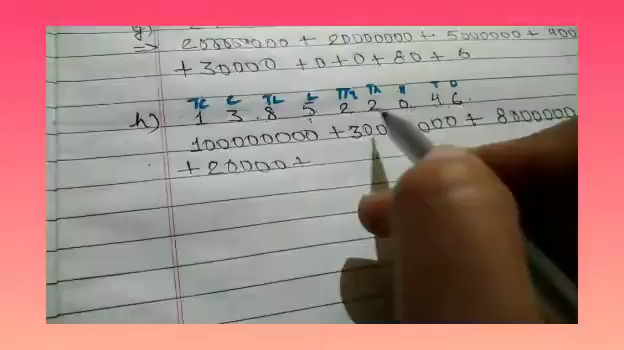 g)
⇒ 20000000 + 20000000 + 5000000 + 400
+ 30000 + 0 + 0 + 80 + 6
TC C TL L TTh Th H T O
h) 1 3 8 5 2 2 0 4 6
100000000 + 300 000 + 8000000
+ 20000 +